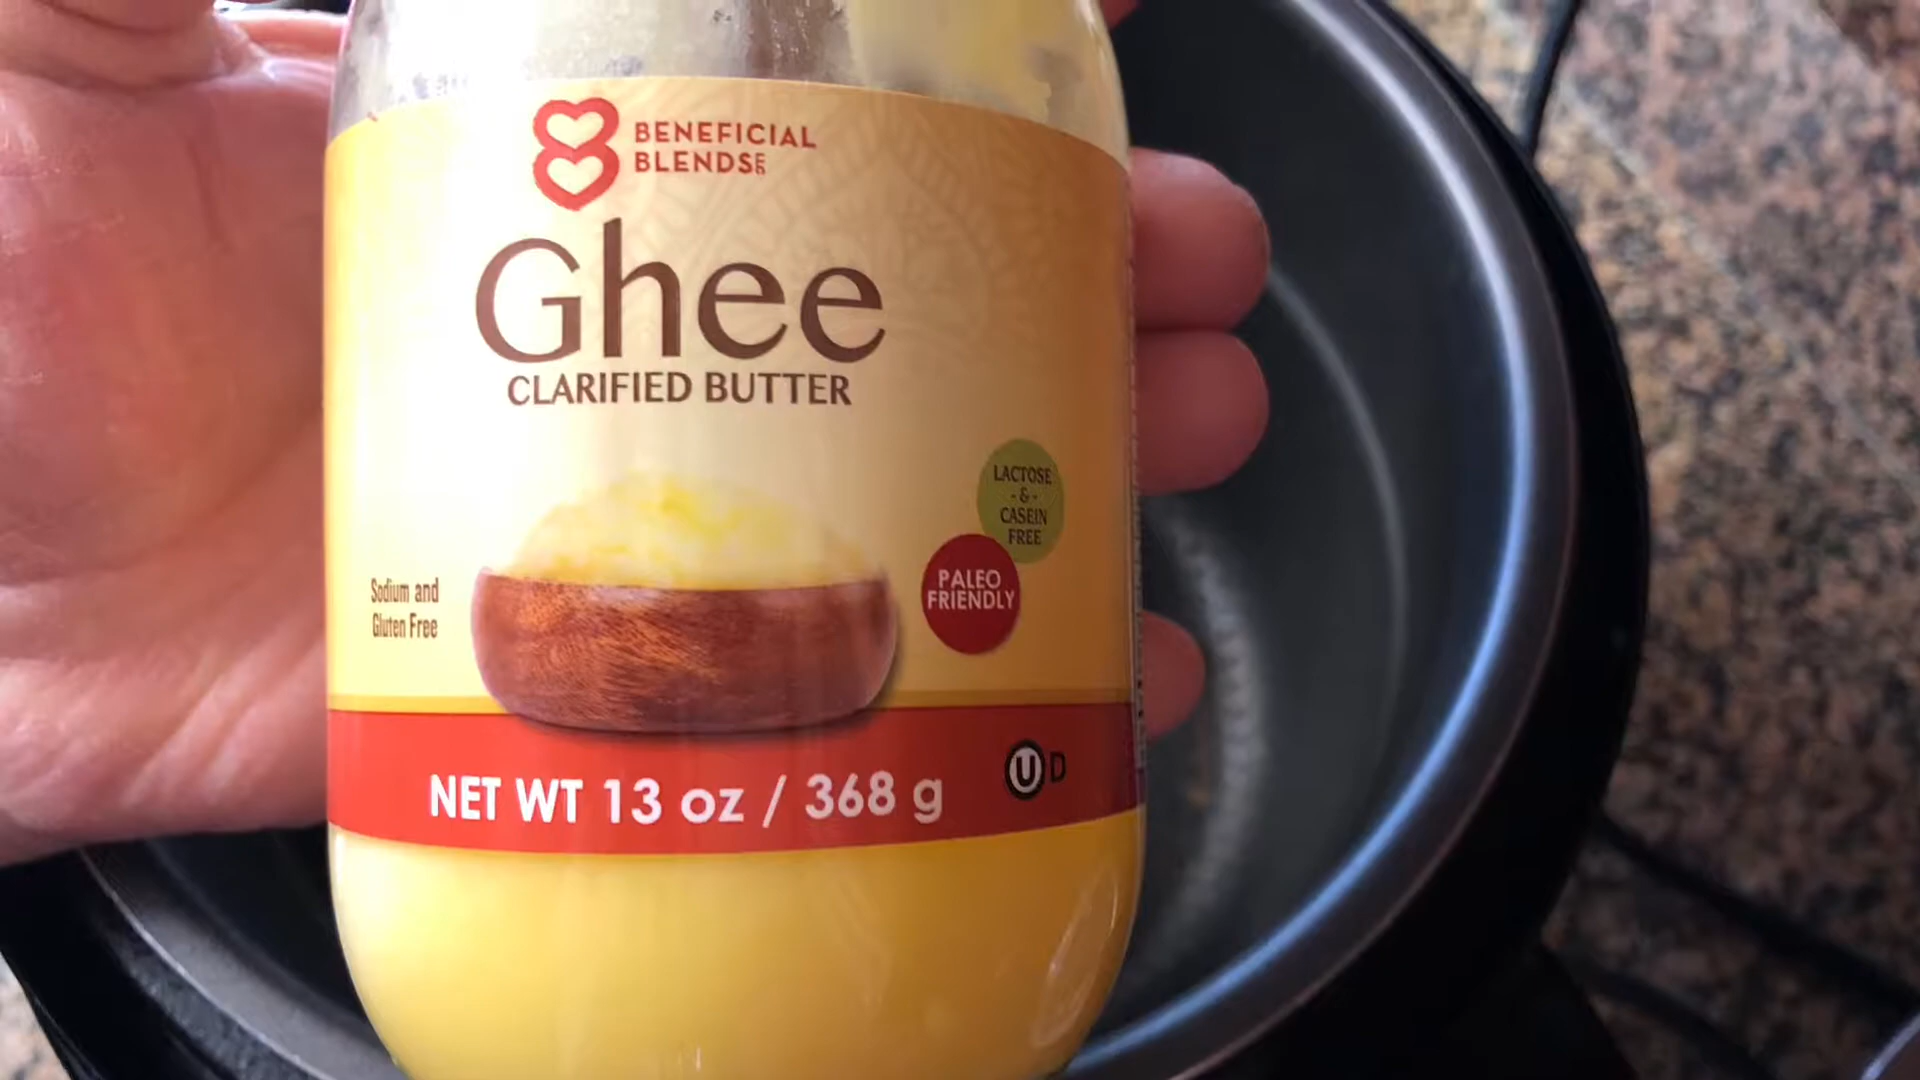 BENEFICIAL
BLENDS
Ghee
CLARIFIED BUTTER
LACTOSE
- & -
CASEIN
FREE
PALEO
FRIENDLY
Sodium and
Gluten Free
NET WT 13 oz / 368 g
U D